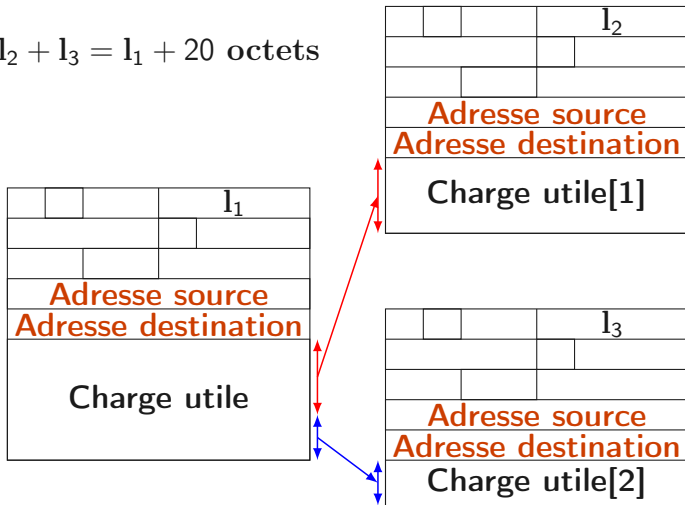 l₂ + l₃ = l₁ + 20 octets
l₂
Adresse source
Adresse destination
Charge utile[1]
l₁
Adresse source
Adresse destination
Charge utile
l₃
Adresse source
Adresse destination
Charge utile[2]